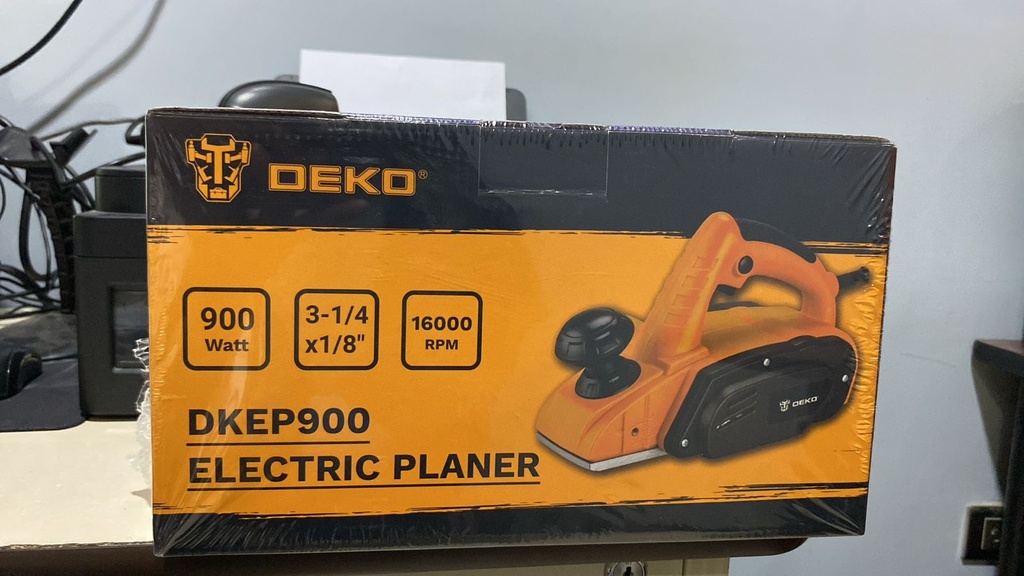 DEKO®
900
Watt
3-1/4
x1/8"
16000
RPM
DKEP900
ELECTRIC PLANER
DEKO